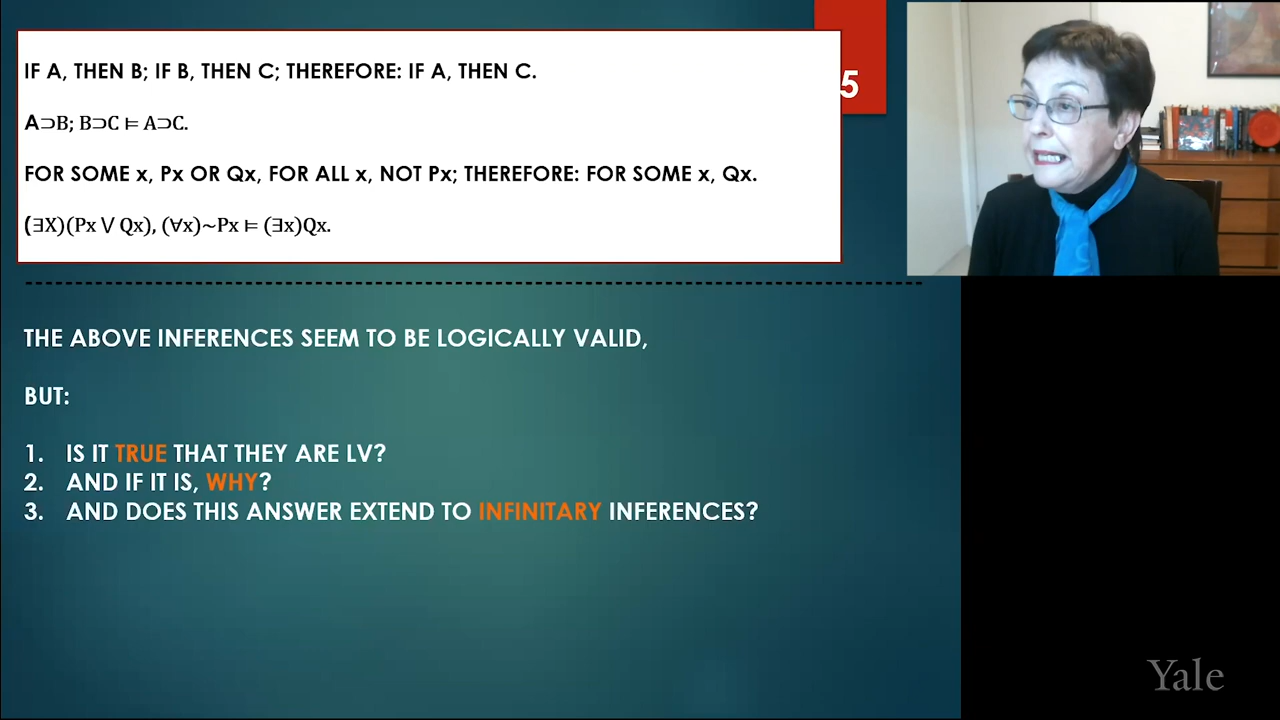 IF A, THEN B; IF B, THEN C; THEREFORE: IF A, THEN C.
A⊃B; B⊃C ⊨ A⊃C.
FOR SOME x, Px OR Qx, FOR ALL x, NOT Px; THEREFORE: FOR SOME x, Qx.
(∃X)(Px ⋁ Qx), (∀x)~Px ⊨ (∃x)Qx.
5
THE ABOVE INFERENCES SEEM TO BE LOGICALLY VALID,
BUT:
1. IS IT TRUE THAT THEY ARE LV?
2. AND IF IT IS, WHY?
3. AND DOES THIS ANSWER EXTEND TO INFINITARY INFERENCES?
Yale